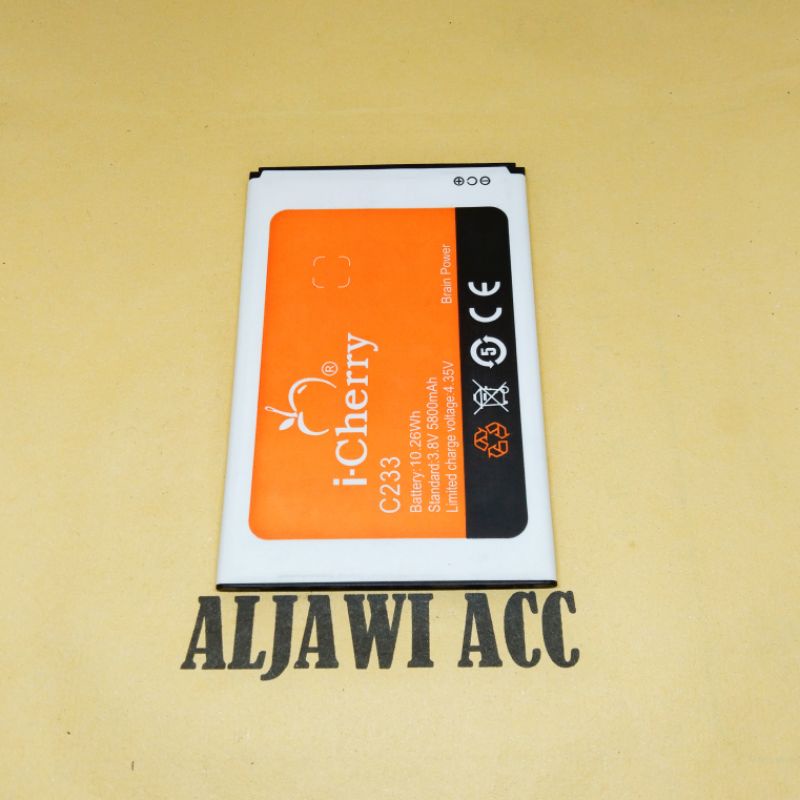 i-Cherry®
C233
Battery:10.26Wh
Standard:3.8V 5800mAh
Limited charge voltage:4.35V
Brain Power
5
CE
ALJAWI ACC